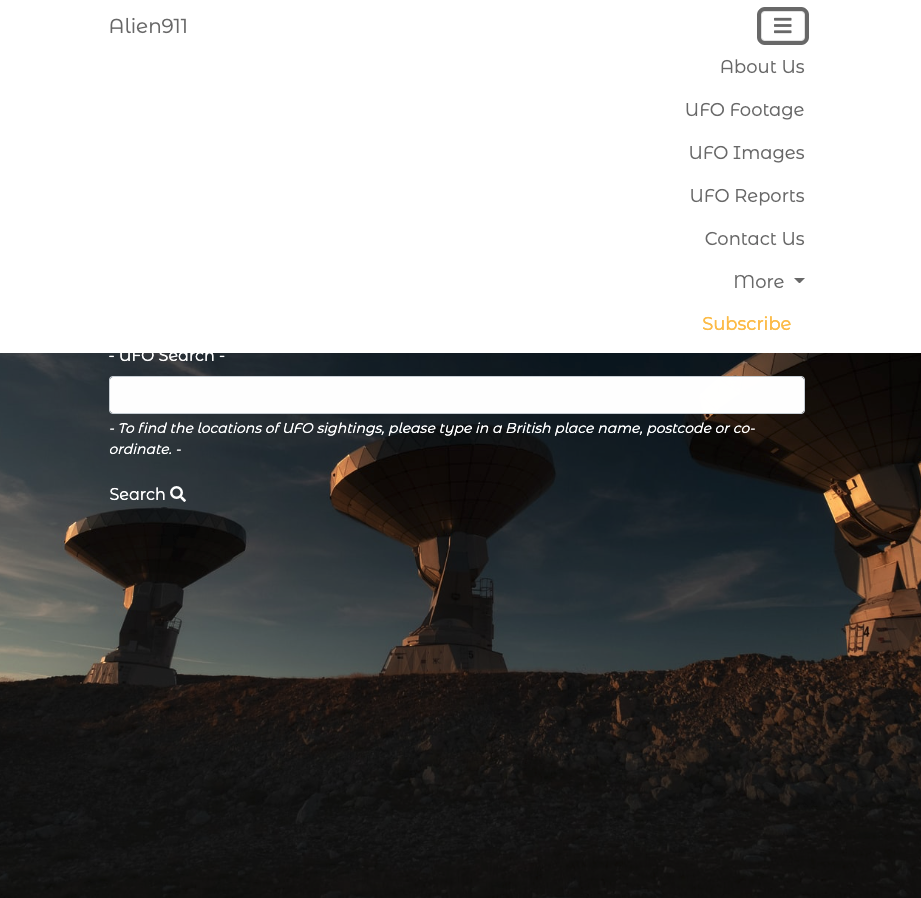 Alien911
About Us
UFO Footage
UFO Images
UFO Reports
Contact Us
More
Subscribe
- UFO Search -
- To find the locations of UFO sightings, please type in a British place name, postcode or co-
ordinate. -
Search
4